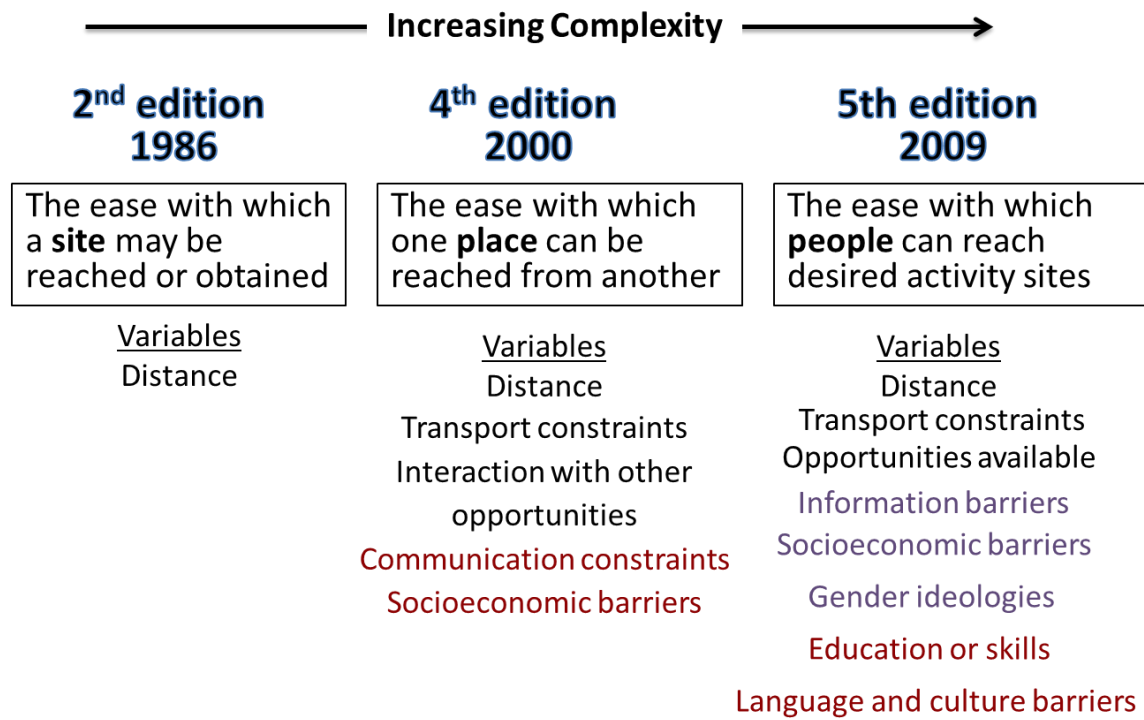 Increasing Complexity
2nd edition
1986
The ease with which
a site may be
reached or obtained
Variables
Distance
4th edition
2000
The ease with which
one place can be
reached from another
Variables
Distance
Transport constraints
Interaction with other
opportunities
Communication constraints
Socioeconomic barriers
5th edition
2009
The ease with which
people can reach
desired activity sites
Variables
Distance
Transport constraints
Opportunities available
Information barriers
Socioeconomic barriers
Gender ideologies
Education or skills
Language and culture barriers